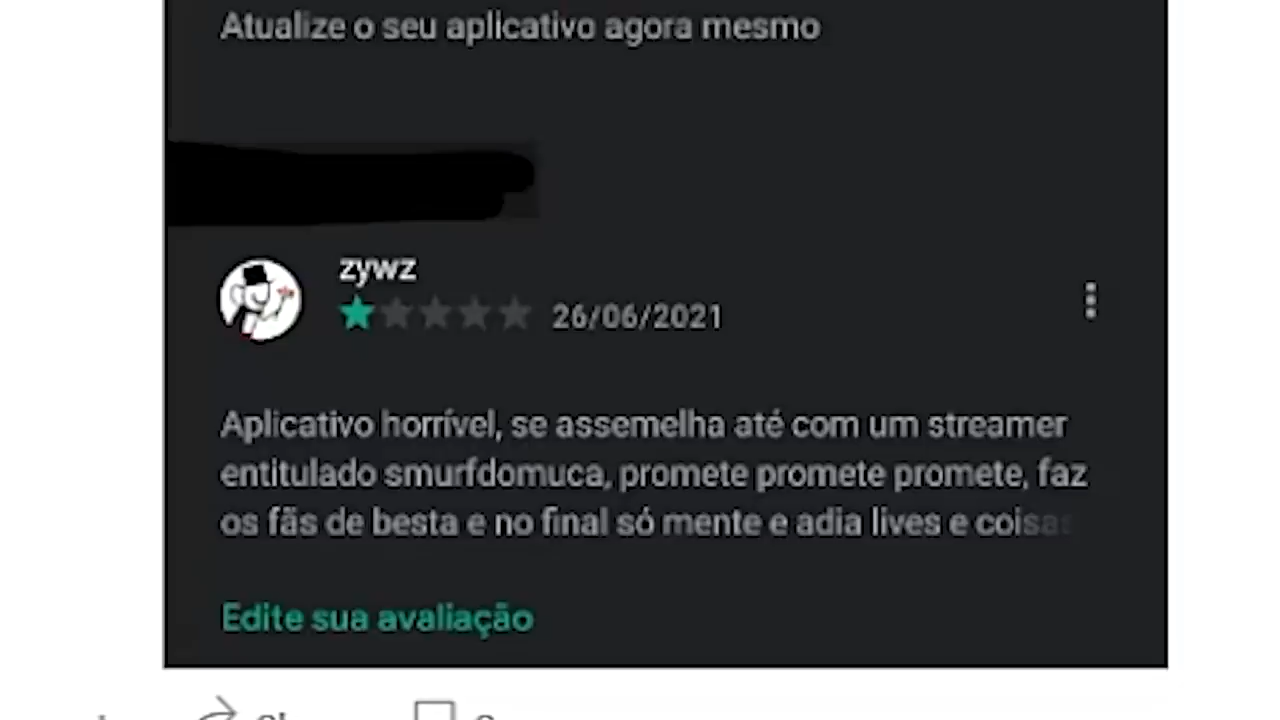 Atualize o seu aplicativo agora mesmo
zywz
26/06/2021
Aplicativo horrível, se assemelha até com um streamer
entitulado smurfdomuca, promete promete promete, faz
os fãs de besta e no final só mente e adia lives e coisas
Edite sua avaliação